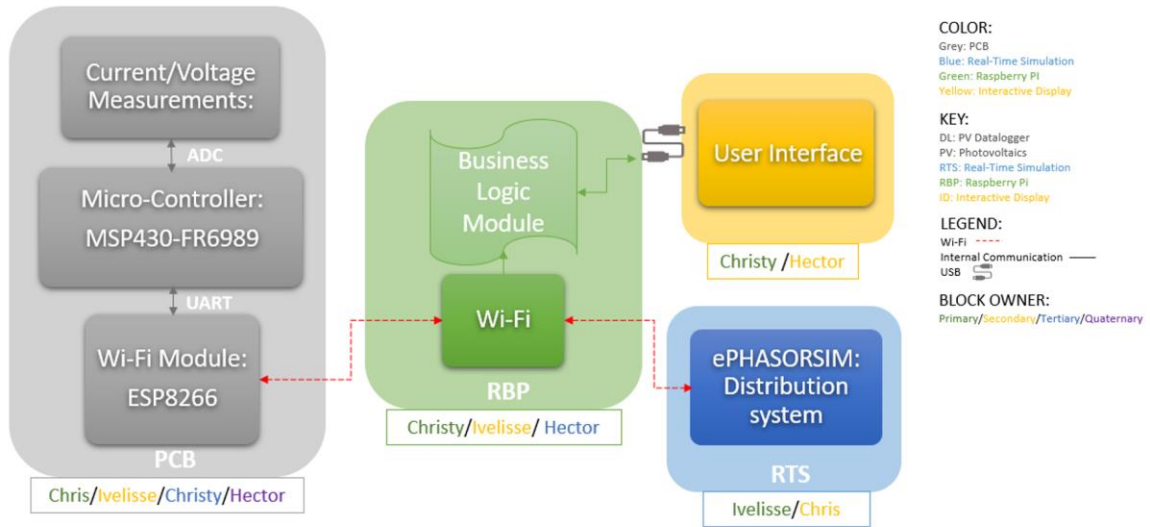 Current/Voltage
Measurements:
ADC
Micro-Controller:
MSP430-FR6989
UART
Wi-Fi Module:
ESP8266
PCB
Chris/Ivelisse/Christy/Hector
Business
Logic
Module
Wi-Fi
RBP
Christy/Ivelisse/ Hector
User Interface
Christy /Hector
ePHASORSIM:
Distribution
system
RTS
Ivelisse/Chris
COLOR:
Grey: PCB
Blue: Real-Time Simulation
Green: Raspberry PI
Yellow: Interactive Display
KEY:
DL: PV Datalogger
PV: Photovoltaics
RTS: Real-Time Simulation
RBP: Raspberry Pi
ID: Interactive Display
LEGEND:
Wi-Fi
Internal Communication
USB
BLOCK OWNER:
Primary/Secondary/Tertiary/Quaternary